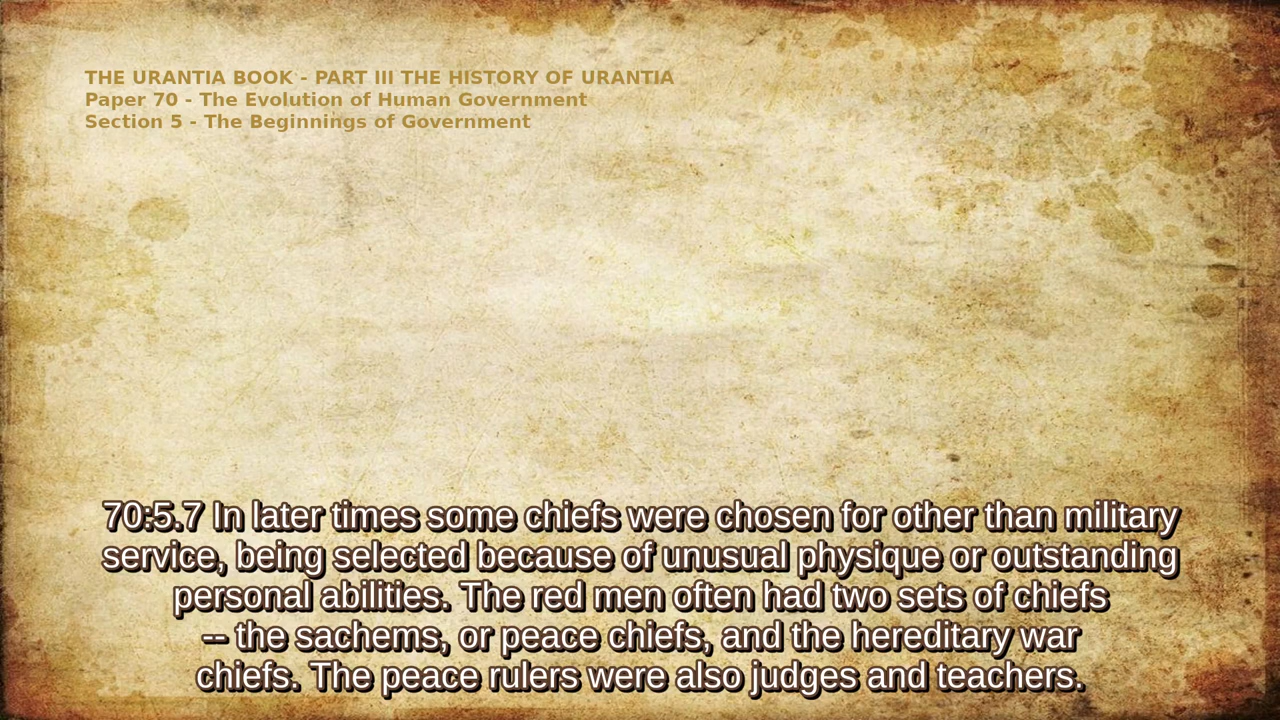 THE URANTIA BOOK - PART III THE HISTORY OF URANTIA
Paper 70 - The Evolution of Human Government
Section 5 - The Beginnings of Government
70:5.7 In later times some chiefs were chosen for other than military
service, being selected because of unusual physique or outstanding
personal abilities. The red men often had two sets of chiefs
-- the sachems, or peace chiefs, and the hereditary war
chiefs. The peace rulers were also judges and teachers.